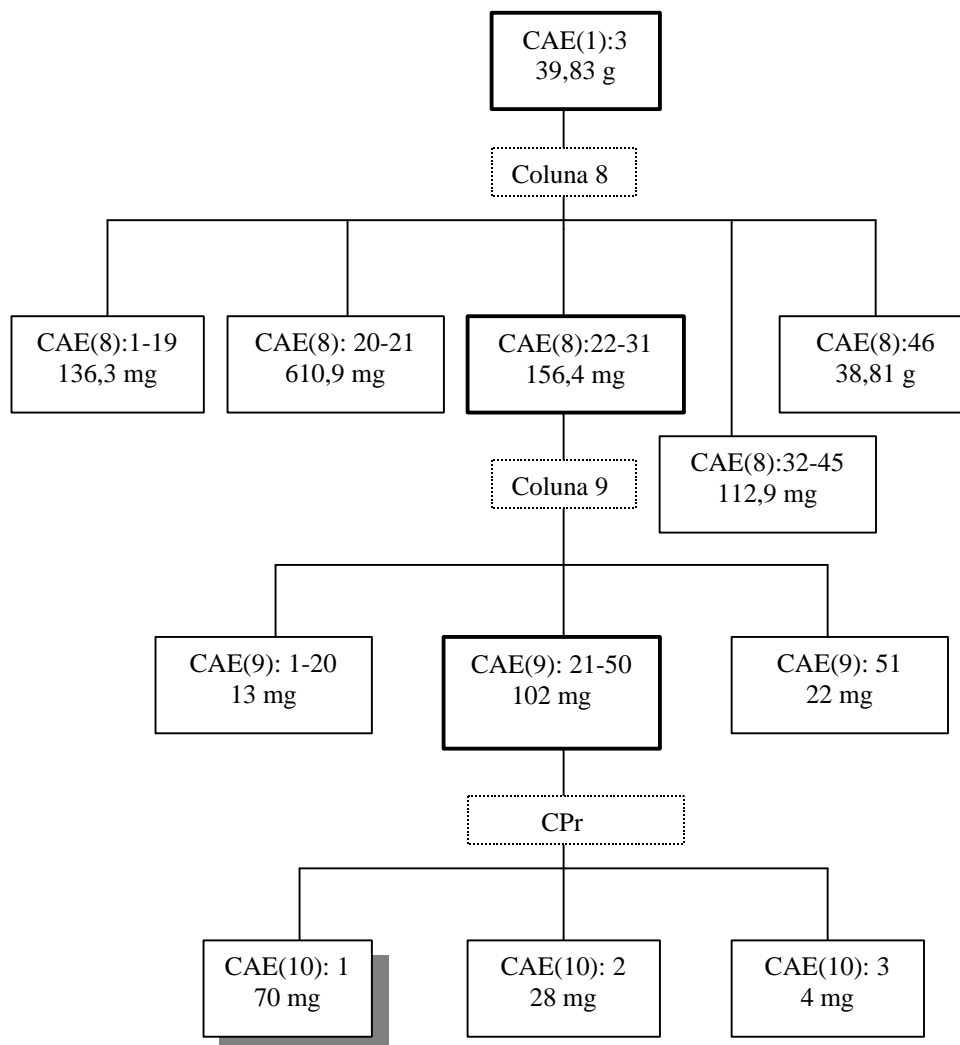 CAE(1):3
39,83 g
Coluna 8
CAE(8):1-19
136,3 mg
CAE(8): 20-21
610,9 mg
CAE(8):22-31
156,4 mg
CAE(8):46
38,81 g
CAE(8):32-45
112,9 mg
Coluna 9
CAE(9): 1-20
13 mg
CAE(9): 21-50
102 mg
CAE(9): 51
22 mg
CPr
CAE(10): 1
70 mg
CAE(10): 2
28 mg
CAE(10): 3
4 mg